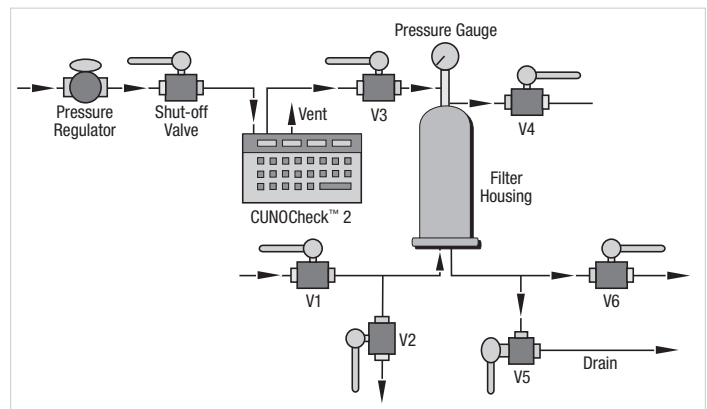 Pressure Gauge
Pressure
Regulator
Shut-off
Valve
Vent
V3
V4
CUNOCheck™ 2
Filter
Housing
V1
V6
V2
V5
Drain